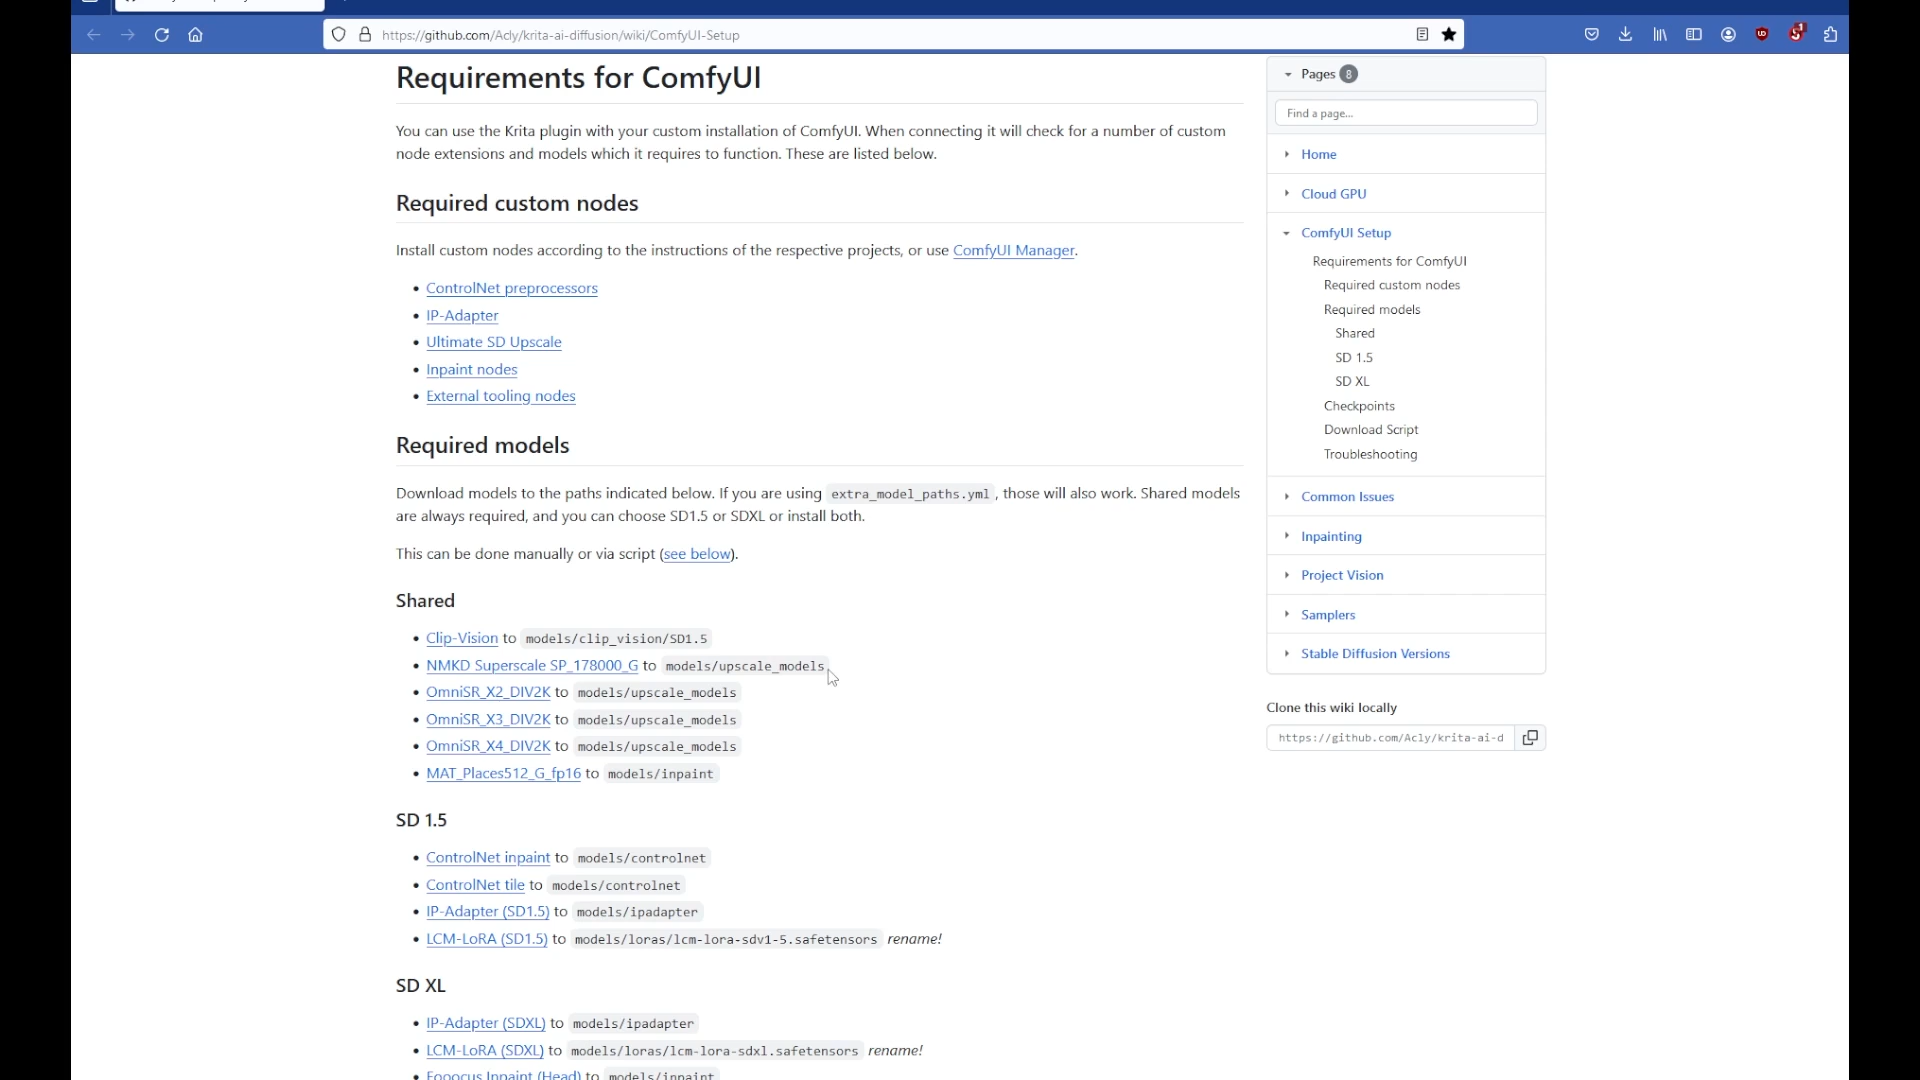 https://github.com/Acly/krita-ai-diffusion/wiki/ComfyUI-Setup
1
Requirements for ComfyUI
You can use the Krita plugin with your custom installation of ComfyUI. When connecting it will check for a number of custom
node extensions and models which it requires to function. These are listed below.
Required custom nodes
Install custom nodes according to the instructions of the respective projects, or use ComfyUI Manager.
• ControlNet preprocessors
• IP-Adapter
• Ultimate SD Upscale
• Inpaint nodes
• External tooling nodes
Required models
Download models to the paths indicated below. If you are using extra_model_paths.yml , those will also work. Shared models
are always required, and you can choose SD1.5 or SDXL or install both.
This can be done manually or via script (see below).
Shared
• Clip-Vision to models/clip_vision/SD1.5
• NMKD Superscale SP_178000_G to models/upscale_models
• OmniSR_X2_DIV2K to models/upscale_models
• OmniSR_X3_DIV2K to models/upscale_models
• OmniSR_X4_DIV2K to models/upscale_models
• MAT_Places512_G_fp16 to models/inpaint
SD 1.5
• ControlNet inpaint to models/controlnet
• ControlNet tile to models/controlnet
• IP-Adapter (SD1.5) to models/ipadapter
• LCM-LoRA (SD1.5) to models/loras/lcm-lora-sdv1-5.safetensors rename!
SD XL
• IP-Adapter (SDXL) to models/ipadapter
• LCM-LoRA (SDXL) to models/loras/lcm-lora-sdxl.safetensors rename!
• Fooocus Inpaint (Head) to models/inpaint
Pages 8
Find a page...
Home
Cloud GPU
ComfyUI Setup
Requirements for ComfyUI
Required custom nodes
Required models
Shared
SD 1.5
SD XL
Checkpoints
Download Script
Troubleshooting
Common Issues
Inpainting
Project Vision
Samplers
Stable Diffusion Versions
Clone this wiki locally
https://github.com/Acly/krita-ai-d